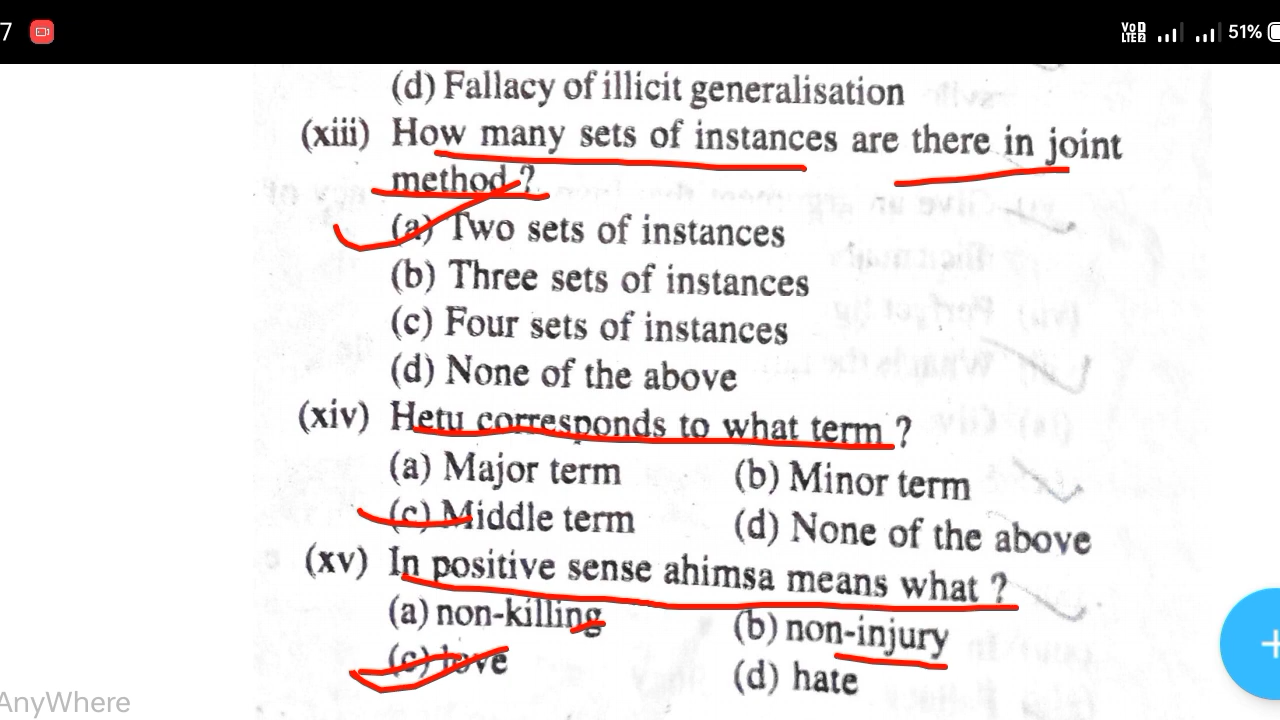 7 VoD LTE2 51%
(d) Fallacy of illicit generalisation
(xiii) How many sets of instances are there in joint
method ?
(a) Two sets of instances
(b) Three sets of instances
(c) Four sets of instances
(d) None of the above
(xiv) Hetu corresponds to what term ?
(a) Major term (b) Minor term
(c) Middle term (d) None of the above
(xv) In positive sense ahimsa means what ?
(a) non-killing (b) non-injury
(c) love (d) hate
AnyWhere